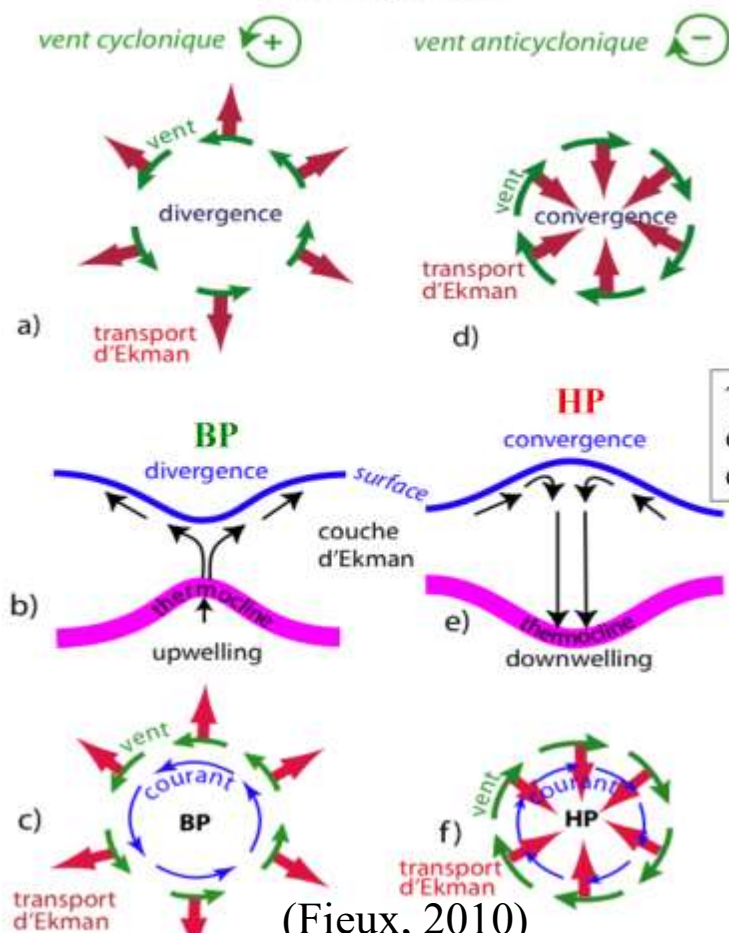 vent cyclonique +
vent anticyclonique −
vent
divergence
transport
d'Ekman
a)
vent
convergence
transport
d'Ekman
d)
BP
divergence
surface
couche
d'Ekman
thermocline
upwelling
b)
HP
convergence
thermocline
downwelling
e)
vent
courant
BP
c)
transport
d'Ekman
vent
courant
HP
f)
transport
d'Ekman
(Fieux, 2010)